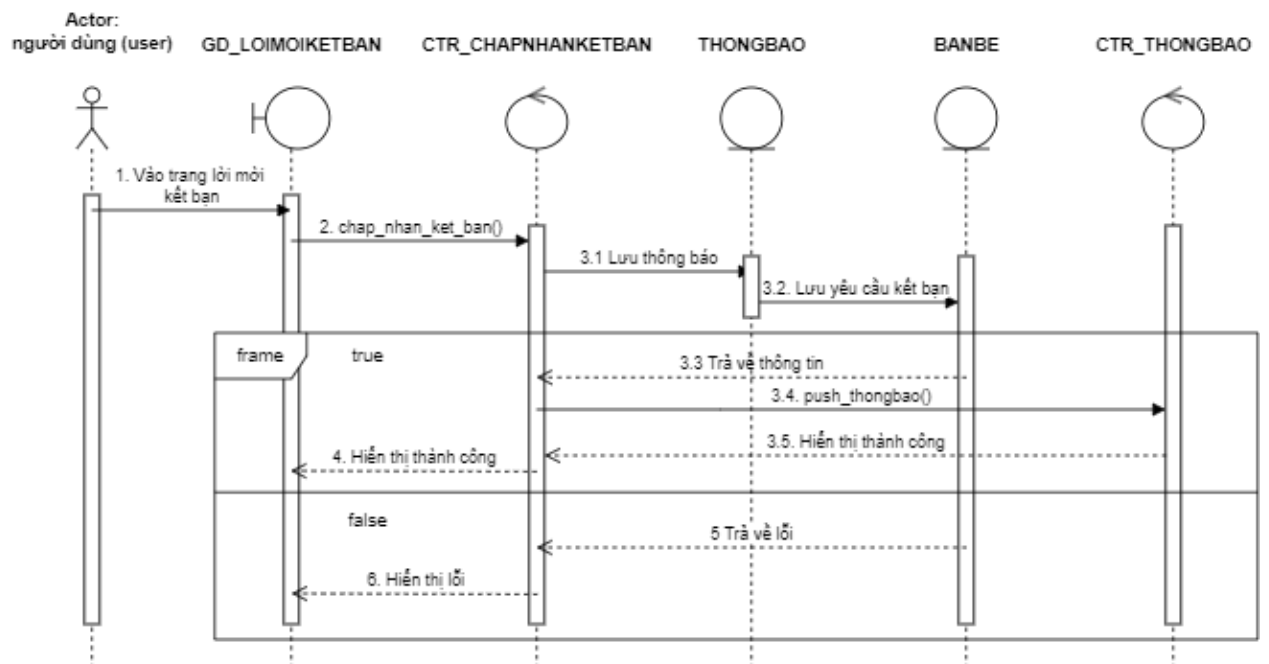 Actor:
người dùng (user)
GD_LOIMOIKETBAN
CTR_CHAPNHANKETBAN
THONGBAO
BANBE
CTR_THONGBAO
1. Vào trang lời mời
kết bạn
2. chap_nhan_ket_ban()
3.1 Lưu thông báo
3.2. Lưu yêu cầu kết bạn
frame
true
3.3 Trả về thông tin
3.4. push_thongbao()
3.5. Hiển thị thành công
4. Hiển thị thành công
false
5 Trả về lỗi
6. Hiển thị lỗi